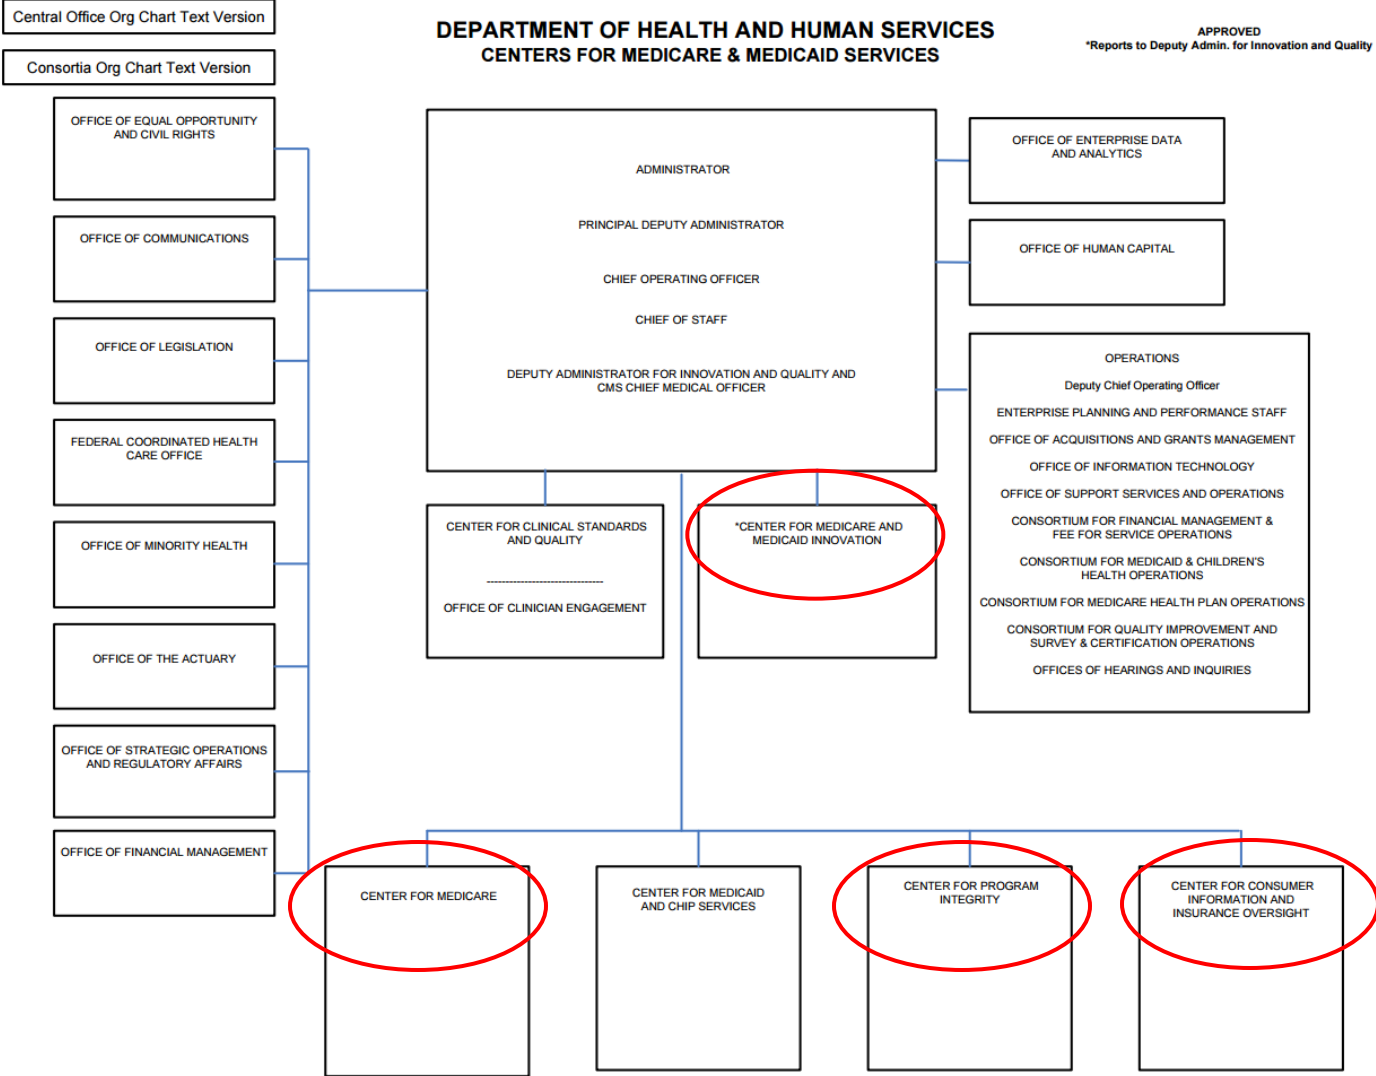 Central Office Org Chart Text Version
Consortia Org Chart Text Version
DEPARTMENT OF HEALTH AND HUMAN SERVICES
CENTERS FOR MEDICARE & MEDICAID SERVICES
APPROVED
*Reports to Deputy Admin. for Innovation and Quality
OFFICE OF EQUAL OPPORTUNITY
AND CIVIL RIGHTS
OFFICE OF COMMUNICATIONS
OFFICE OF LEGISLATION
FEDERAL COORDINATED HEALTH
CARE OFFICE
OFFICE OF MINORITY HEALTH
OFFICE OF THE ACTUARY
OFFICE OF STRATEGIC OPERATIONS
AND REGULATORY AFFAIRS
OFFICE OF FINANCIAL MANAGEMENT
ADMINISTRATOR
PRINCIPAL DEPUTY ADMINISTRATOR
CHIEF OPERATING OFFICER
CHIEF OF STAFF
DEPUTY ADMINISTRATOR FOR INNOVATION AND QUALITY AND
CMS CHIEF MEDICAL OFFICER
OFFICE OF ENTERPRISE DATA
AND ANALYTICS
OFFICE OF HUMAN CAPITAL
OPERATIONS
Deputy Chief Operating Officer
ENTERPRISE PLANNING AND PERFORMANCE STAFF
OFFICE OF ACQUISITIONS AND GRANTS MANAGEMENT
OFFICE OF INFORMATION TECHNOLOGY
OFFICE OF SUPPORT SERVICES AND OPERATIONS
CONSORTIUM FOR FINANCIAL MANAGEMENT &
FEE FOR SERVICE OPERATIONS
CONSORTIUM FOR MEDICAID & CHILDREN'S
HEALTH OPERATIONS
CONSORTIUM FOR MEDICARE HEALTH PLAN OPERATIONS
CONSORTIUM FOR QUALITY IMPROVEMENT AND
SURVEY & CERTIFICATION OPERATIONS
OFFICES OF HEARINGS AND INQUIRIES
CENTER FOR CLINICAL STANDARDS
AND QUALITY
-------------------------------
OFFICE OF CLINICIAN ENGAGEMENT
*CENTER FOR MEDICARE AND
MEDICAID INNOVATION
CENTER FOR MEDICARE
CENTER FOR MEDICAID
AND CHIP SERVICES
CENTER FOR PROGRAM
INTEGRITY
CENTER FOR CONSUMER
INFORMATION AND
INSURANCE OVERSIGHT